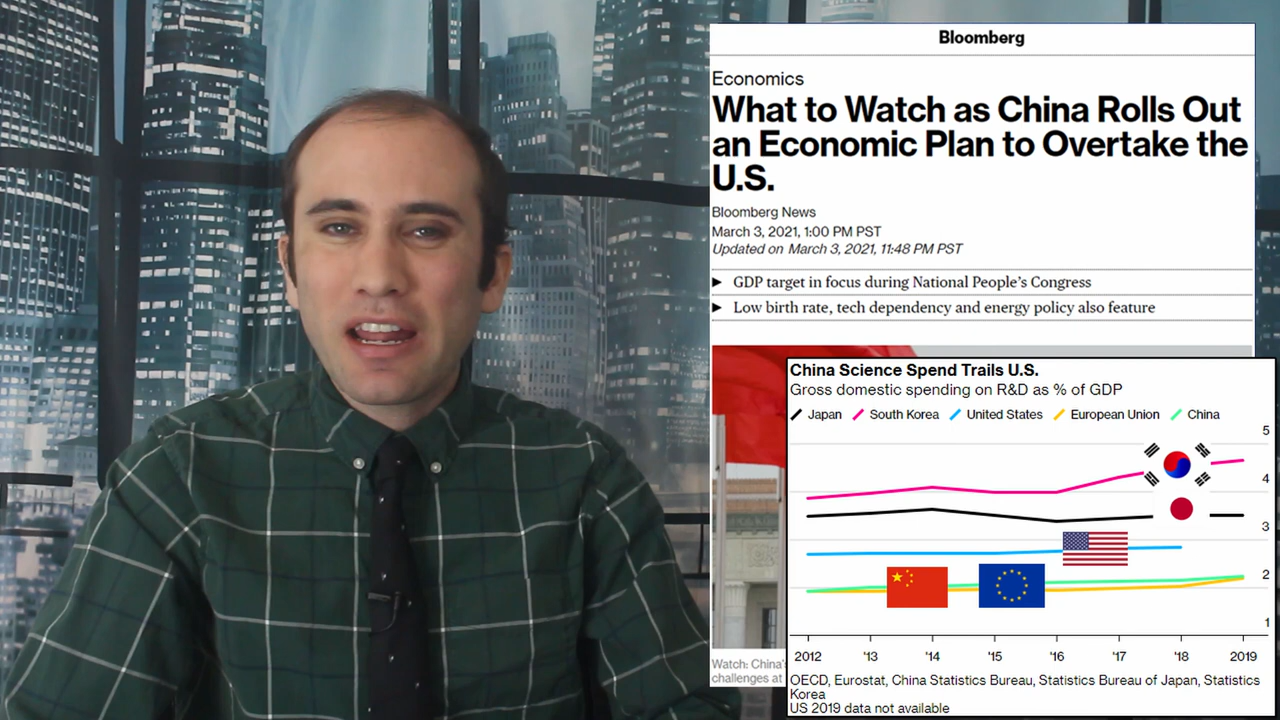 Bloomberg
Economics
What to Watch as China Rolls Out
an Economic Plan to Overtake the
U.S.
Bloomberg News
March 3, 2021, 1:00 PM PST
Updated on March 3, 2021, 11:48 PM PST
► GDP target in focus during National People's Congress
► Low birth rate, tech dependency and energy policy also feature
Watch: China's
challenges at
China Science Spend Trails U.S.
Gross domestic spending on R&D as % of GDP
Japan South Korea United States European Union China
5
4
3
2
1
2012 '13 '14 '15 '16 '17 '18 2019
OECD, Eurostat, China Statistics Bureau, Statistics Bureau of Japan, Statistics
Korea
US 2019 data not available